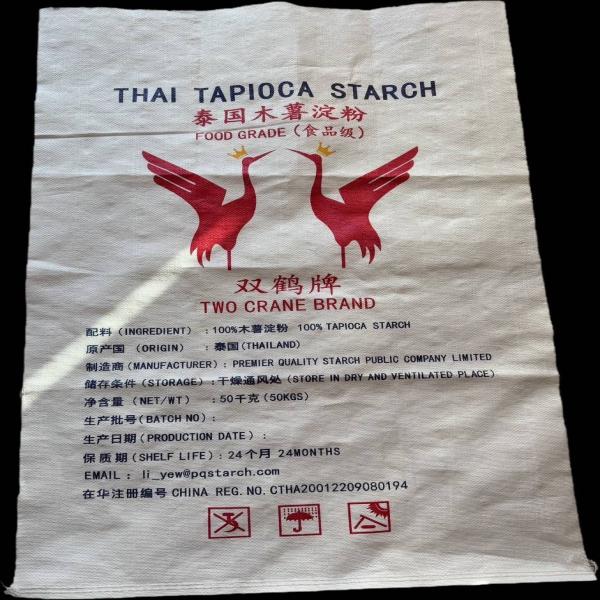 THAI TAPIOCA STARCH
泰国木薯淀粉
FOOD GRADE (食品级)
双鹤牌
TWO CRANE BRAND
配料 (INGREDIENT) : 100%木薯淀粉 100% TAPIOCA STARCH
原产国 (ORIGIN) : 泰国(THAILAND)
制造商 (MANUFACTURER) : PREMIER QUALITY STARCH PUBLIC COMPANY LIMITED
储存条件 (STORAGE) : 干燥通风处 (STORE IN DRY AND VENTILATED PLACE)
净含量 (NET/WT) : 50千克 (50KGS)
生产批号(BATCH NO) :
生产日期 (PRODUCTION DATE) :
保质期 (SHELF LIFE) : 24个月 24MONTHS
EMAIL : li_yew@pqstarch.com
在华注册编号 CHINA REG. NO. CTHA20012209080194